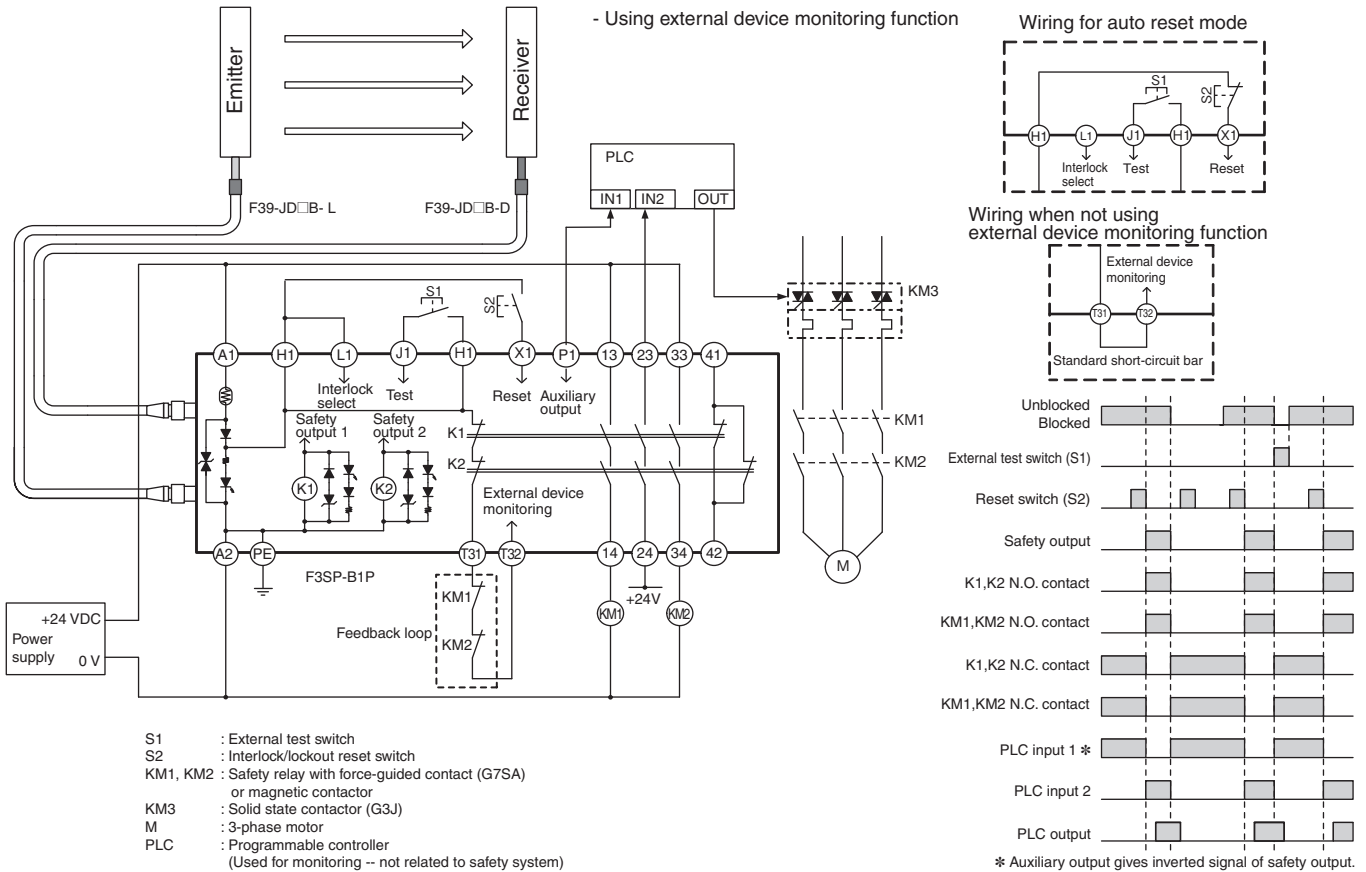 - Using external device monitoring function
Emitter
Receiver
F39-JD□B- L
F39-JD□B-D
PLC
IN1 IN2 OUT
KM3
KM1
KM2
M
S1
S2
A1 H1 L1 J1 H1 X1 P1 13 23 33 41
Interlock
select
Test
Reset
Auxiliary
output
Safety
output 1
Safety
output 2
K1
K2
K1
K2
External device
monitoring
A2 PE T31 T32 14 24 34 42
F3SP-B1P
KM1
KM2
Feedback loop
KM1
+24V
KM2
+24 VDC
Power
supply
0 V
S1 : External test switch
S2 : Interlock/lockout reset switch
KM1, KM2 : Safety relay with force-guided contact (G7SA)
or magnetic contactor
KM3 : Solid state contactor (G3J)
M : 3-phase motor
PLC : Programmable controller
(Used for monitoring -- not related to safety system)
Wiring for auto reset mode
S1
S2
H1 L1 J1 H1 X1
Interlock
select
Test
Reset
Wiring when not using
external device monitoring function
External device
monitoring
T31 T32
Standard short-circuit bar
Unblocked
Blocked
External test switch (S1)
Reset switch (S2)
Safety output
K1,K2 N.O. contact
KM1,KM2 N.O. contact
K1,K2 N.C. contact
KM1,KM2 N.C. contact
PLC input 1 ✻
PLC input 2
PLC output
✻ Auxiliary output gives inverted signal of safety output.